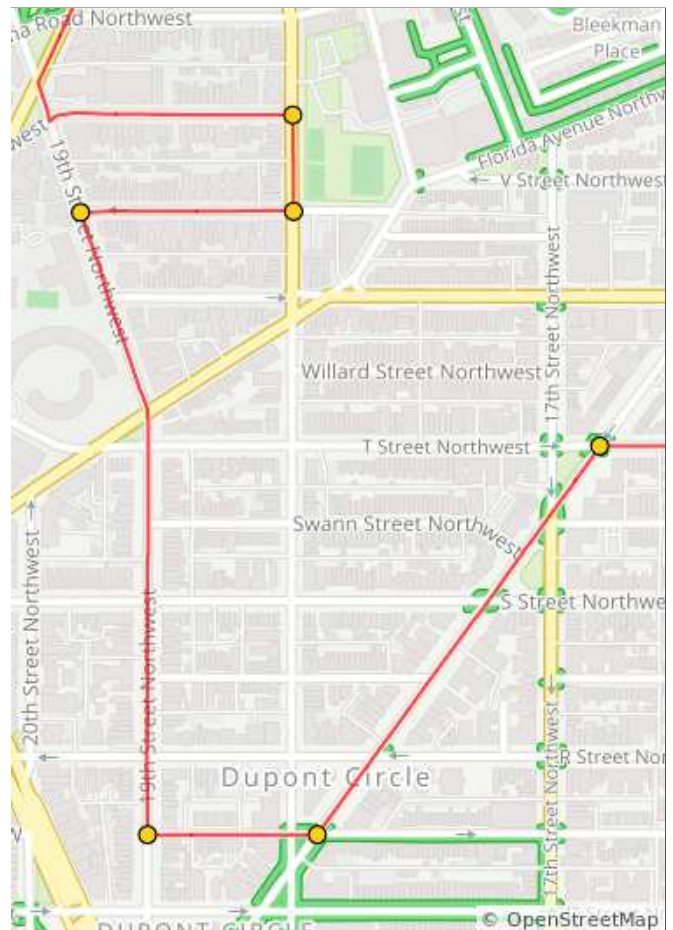 na Road Northwest
Bleekman
Place
Florida Avenue Northw
west
19th Street Northwest
V Street Northwest
17th Street Northwest
Willard Street Northwest
T Street Northwest
Swann Street Northwest
S Street Northwe
20th Street Northwest
19th Street Northwest
17th Street Northwest
R Street Nor
Dupont Circle
W
DUPONT CIRCLE
© OpenStreetMap